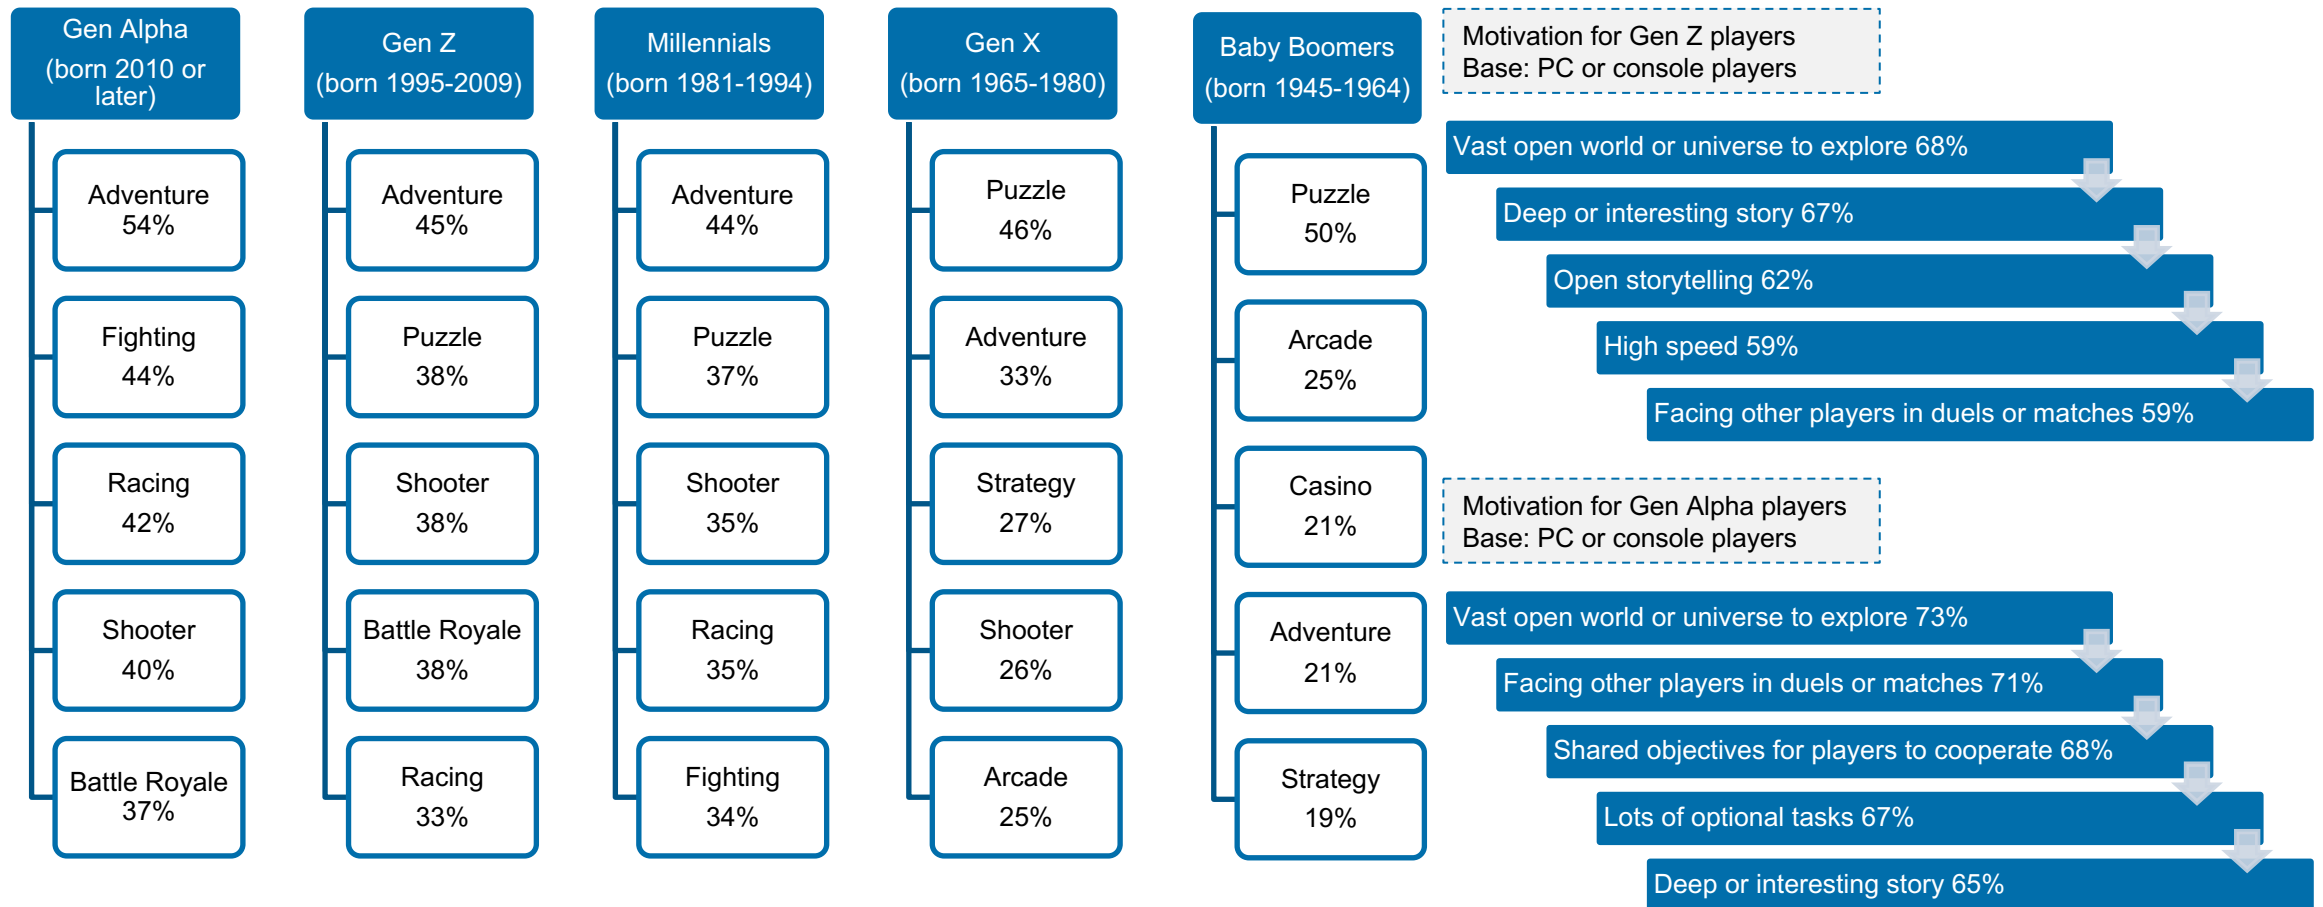 Gen Alpha
(born 2010 or
later)
Adventure
54%
Fighting
44%
Racing
42%
Shooter
40%
Battle Royale
37%
Gen Z
(born 1995-2009)
Adventure
45%
Puzzle
38%
Shooter
38%
Battle Royale
38%
Racing
33%
Millennials
(born 1981-1994)
Adventure
44%
Puzzle
37%
Shooter
35%
Racing
35%
Fighting
34%
Gen X
(born 1965-1980)
Puzzle
46%
Adventure
33%
Strategy
27%
Shooter
26%
Arcade
25%
Baby Boomers
(born 1945-1964)
Puzzle
50%
Arcade
25%
Casino
21%
Adventure
21%
Strategy
19%
Motivation for Gen Z players
Base: PC or console players
Vast open world or universe to explore 68%
Deep or interesting story 67%
Open storytelling 62%
High speed 59%
Facing other players in duels or matches 59%
Motivation for Gen Alpha players
Base: PC or console players
Vast open world or universe to explore 73%
Facing other players in duels or matches 71%
Shared objectives for players to cooperate 68%
Lots of optional tasks 67%
Deep or interesting story 65%